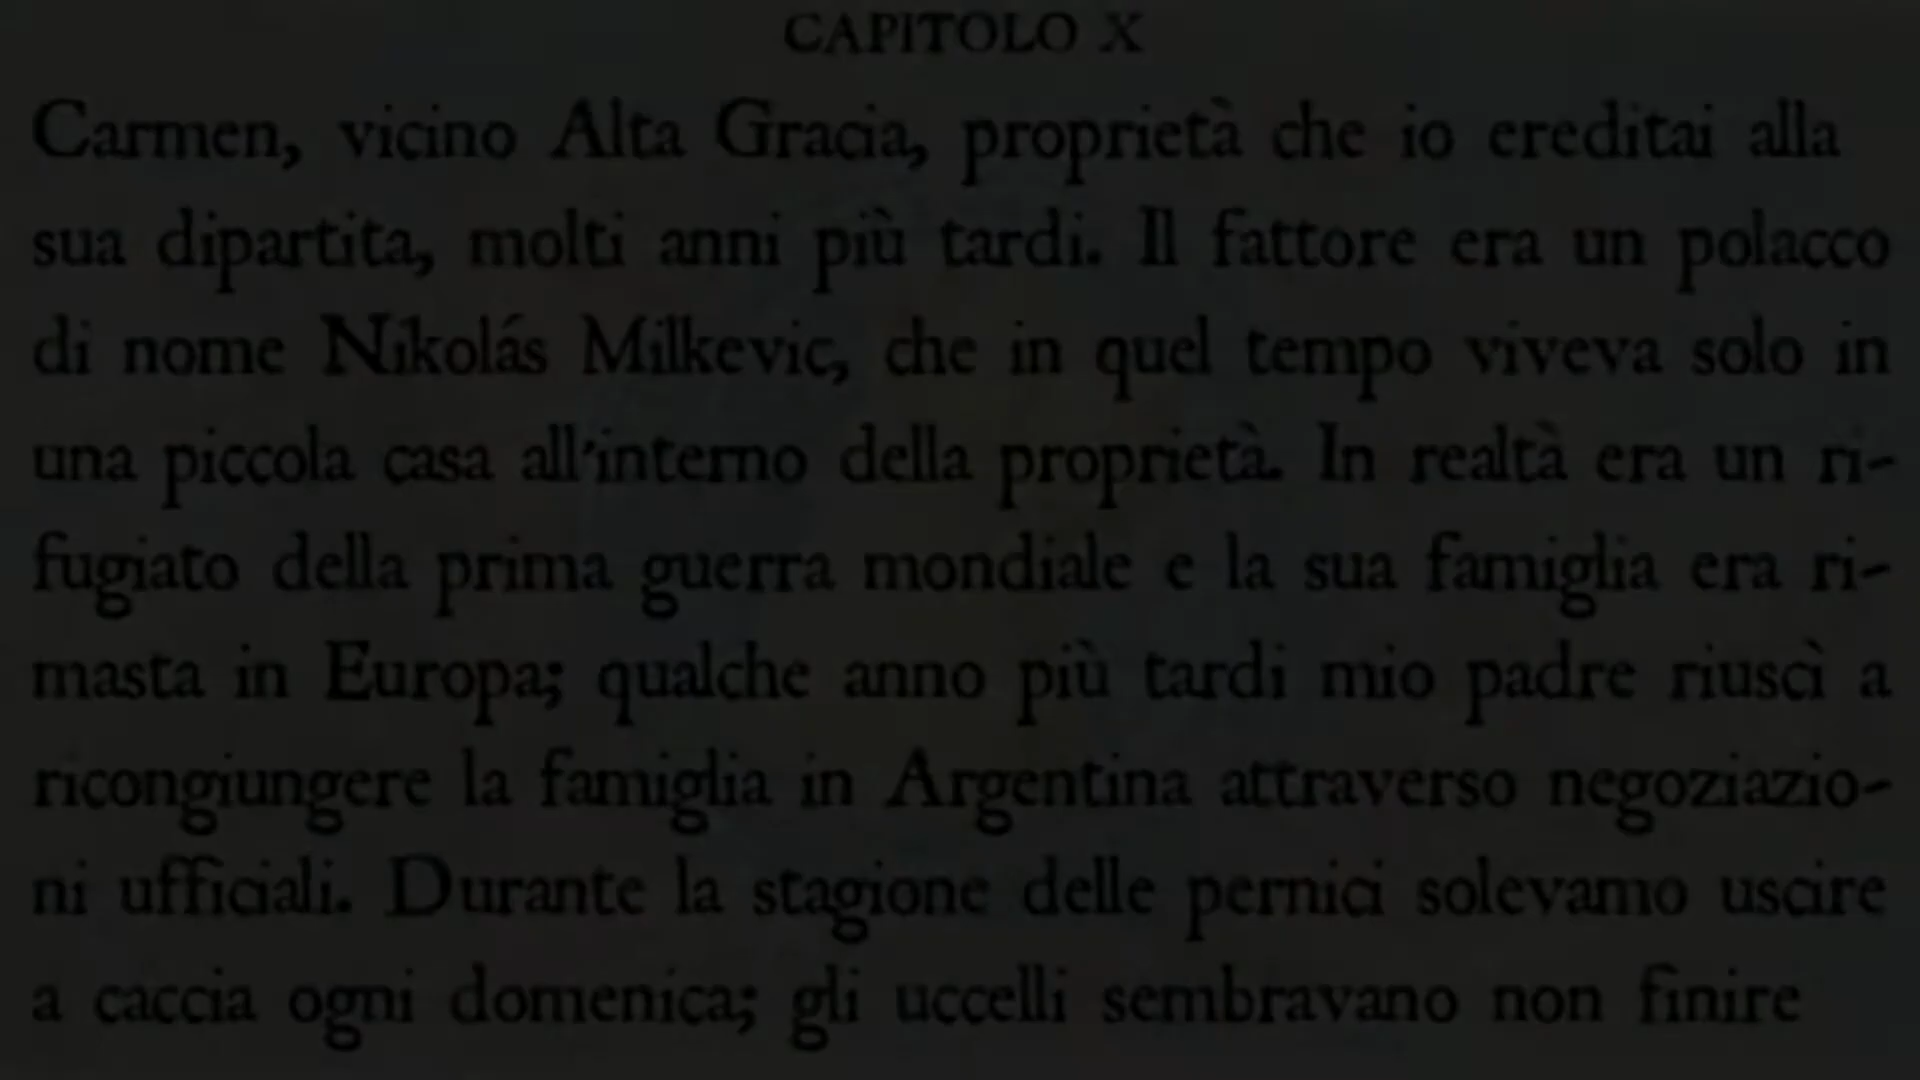 CAPITOLO X
Carmen, vicino Alta Gracia, proprietà che io ereditai alla
sua dipartita, molti anni più tardi. Il fattore era un polacco
di nome Nikolás Milkevic, che in quel tempo viveva solo in
una piccola casa all'interno della proprietà. In realtà era un ri-
fugiato della prima guerra mondiale e la sua famiglia era ri-
masta in Europa; qualche anno più tardi mio padre riuscì a
ricongiungere la famiglia in Argentina attraverso negoziazio-
ni ufficiali. Durante la stagione delle pernici solevamo uscire
a caccia ogni domenica; gli uccelli sembravano non finire